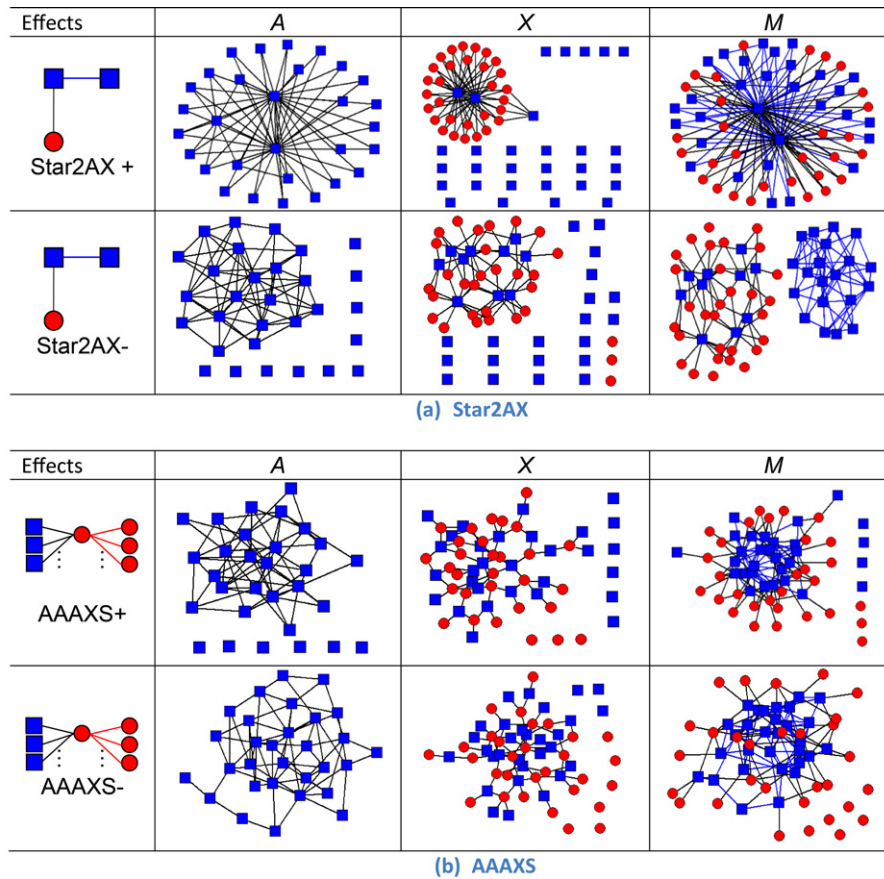 Effects A X M
Star2AX +
Star2AX-
(a) Star2AX
Effects A X M
AAAXS+
AAAXS-
(b) AAAXS